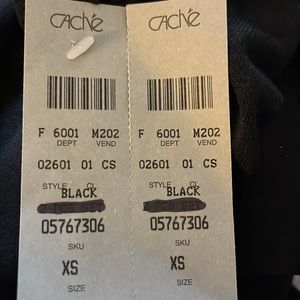 CACHÉ CACHÉ
F 6001 M202 F 6001 M202
DEPT VEND DEPT VEND
02601 01 CS 02601 01 CS
STYLE CL STYLE CL
BLACK BLACK
05767306 05767306
SKU SKU
XS XS
SIZE SIZE